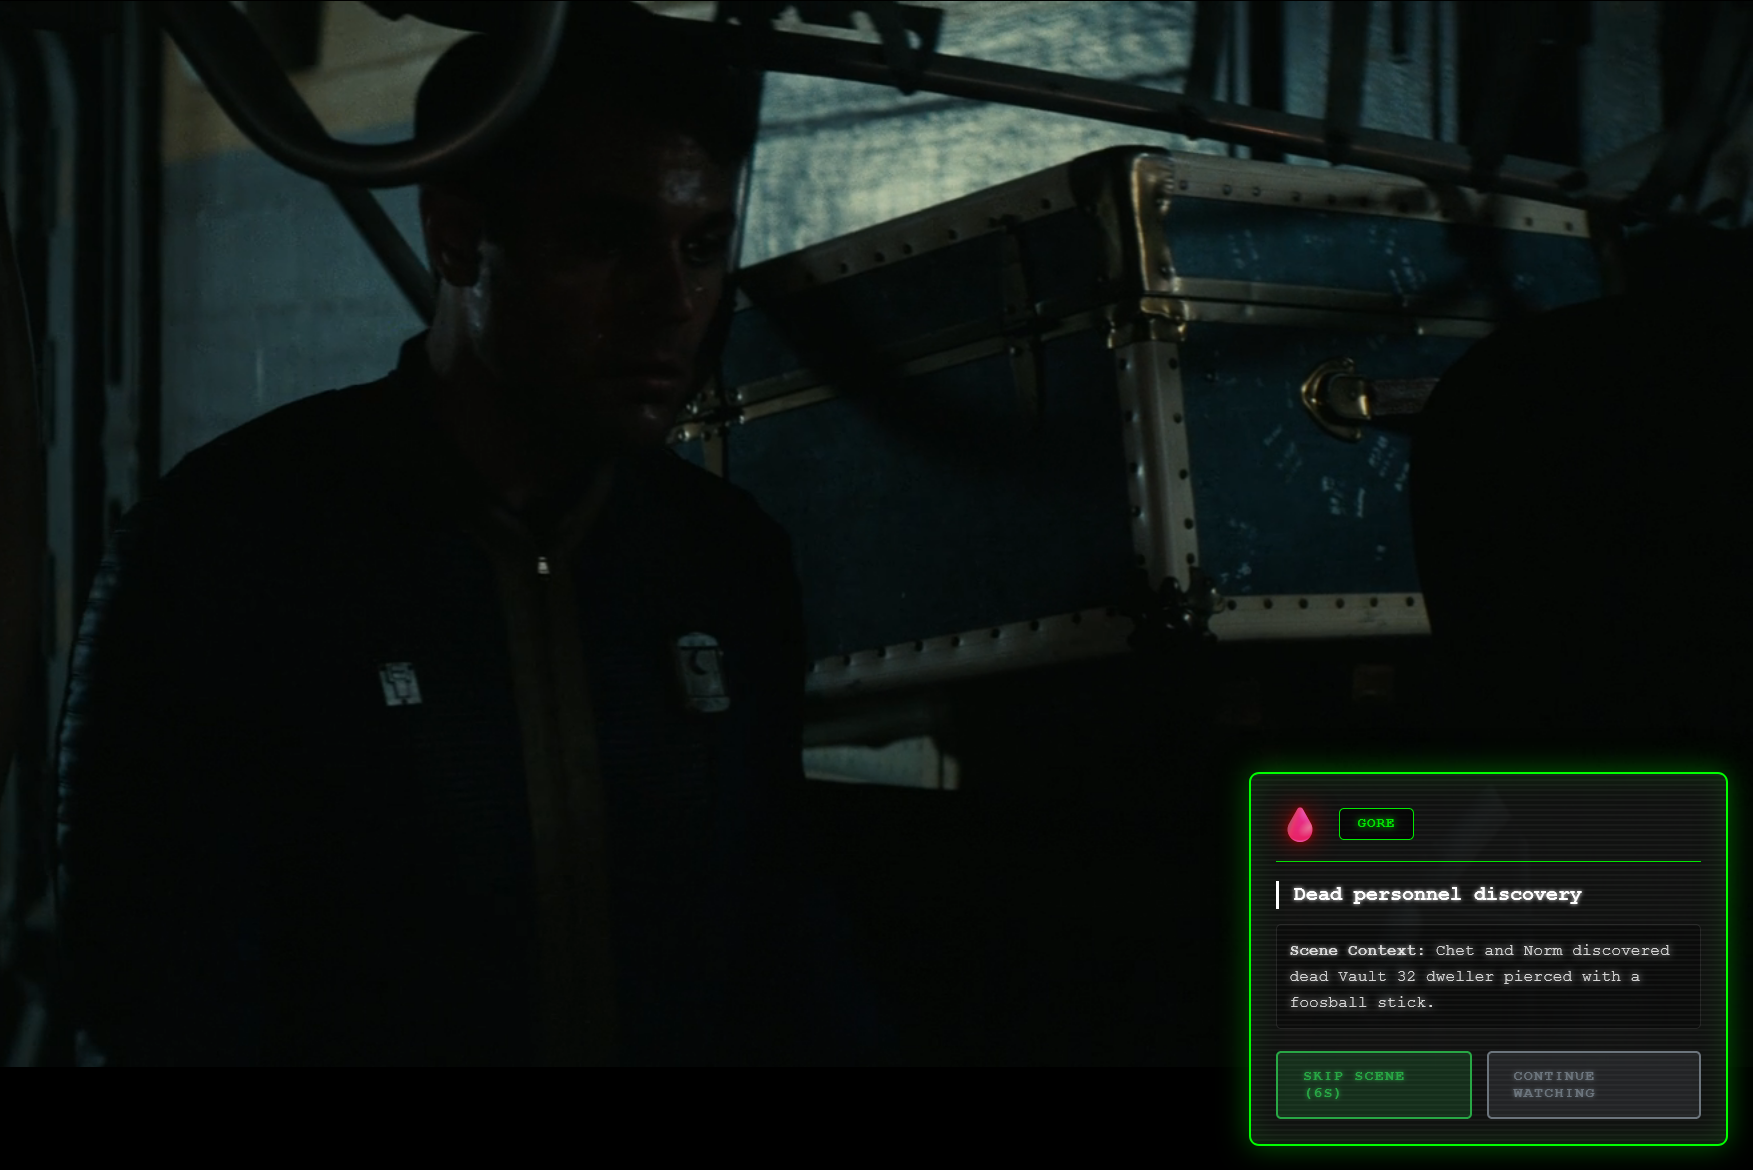 GORE
Dead personnel discovery
Scene Context: Chet and Norm discovered
dead Vault 32 dweller pierced with a
foosball stick.
SKIP SCENE
(6S)
CONTINUE
WATCHING